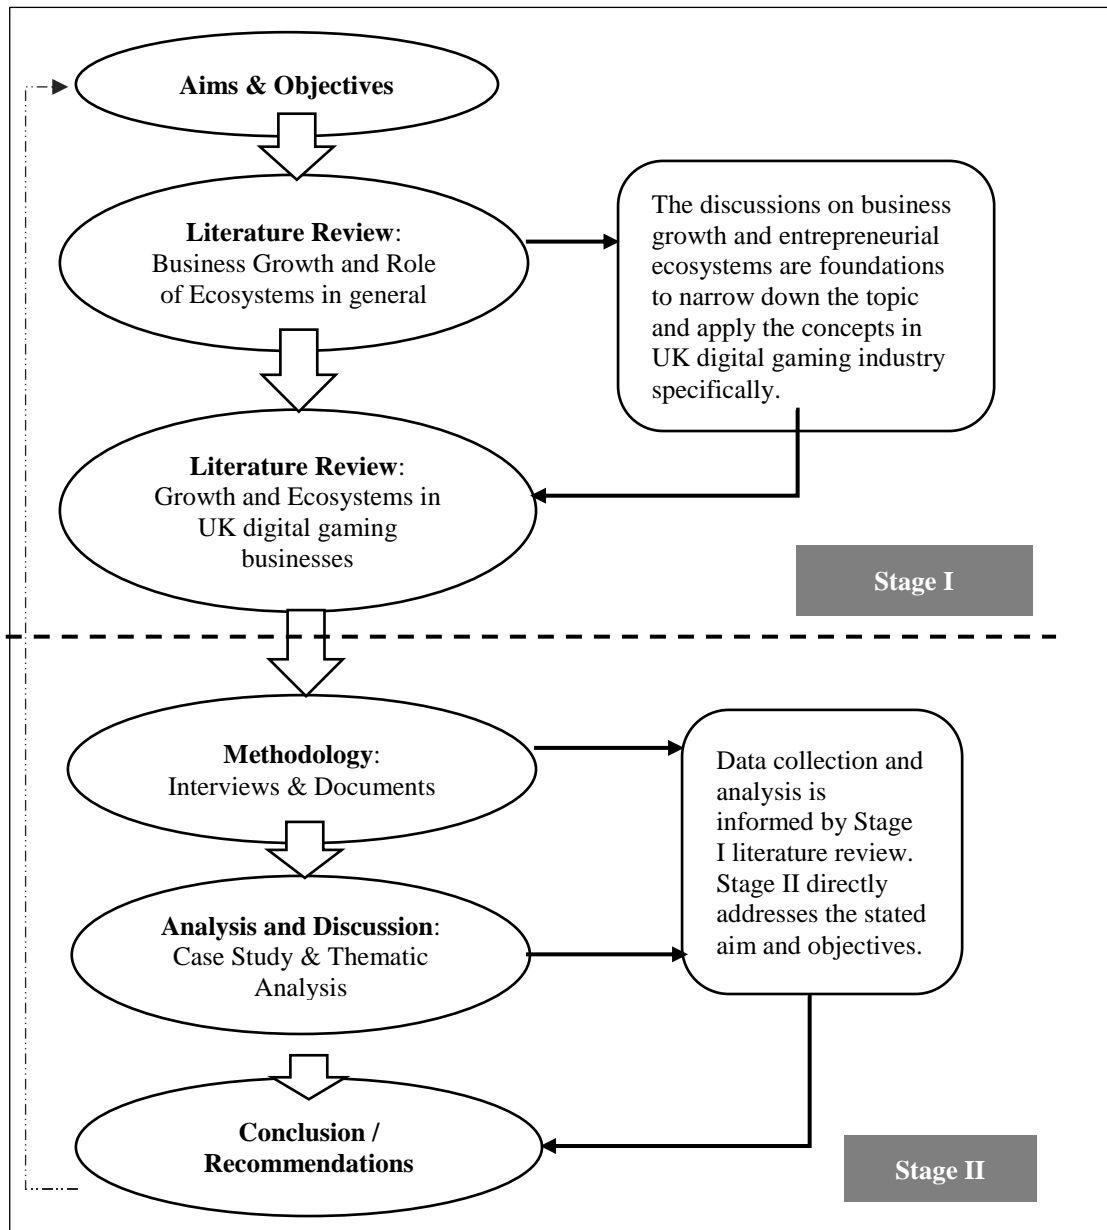 Aims & Objectives
Literature Review:
Business Growth and Role
of Ecosystems in general
The discussions on business
growth and entrepreneurial
ecosystems are foundations
to narrow down the topic
and apply the concepts in
UK digital gaming industry
specifically.
Literature Review:
Growth and Ecosystems in
UK digital gaming
businesses
Stage I
Methodology:
Interviews & Documents
Data collection and
analysis is
informed by Stage
I literature review.
Stage II directly
addresses the stated
aim and objectives.
Analysis and Discussion:
Case Study & Thematic
Analysis
Conclusion /
Recommendations
Stage II